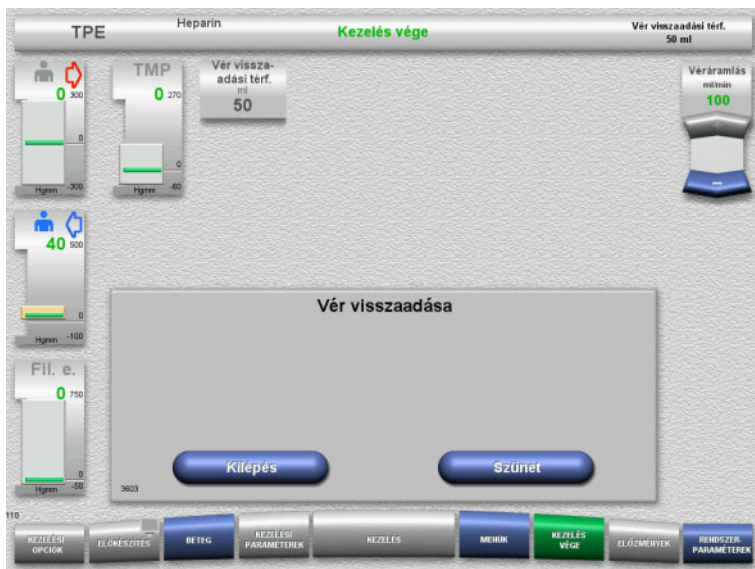 TPE
Heparin
Kezelés vége
Vér visszaadási térf.
50 ml
0
300
0
-300
Hgmm
TMP
0
270
0
-60
Hgmm
Vér vissza-
adási térf.
ml
50
Véráramlás
ml/min
100
+
-
40
500
0
-100
Hgmm
Fil. e.
0
750
0
-50
Hgmm
Vér visszaadása
Kilépés
Szünet
3603
110
KEZELÉSI
OPCIÓK
ELŐKÉSZÍTÉS
BETEG
KEZELÉSI
PARAMÉTEREK
KEZELÉS
MENÜK
KEZELÉS
VÉGE
ELŐZMÉNYEK
RENDSZER-
PARAMÉTEREK